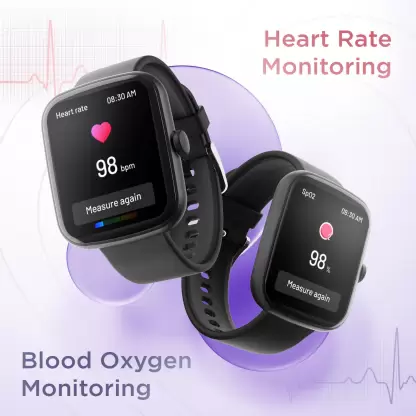 Heart Rate
Monitoring
Heart rate
08:30 AM
98 bpm
Measure again
SpO2
08:30 AM
98 %
Measure again
Blood Oxygen
Monitoring